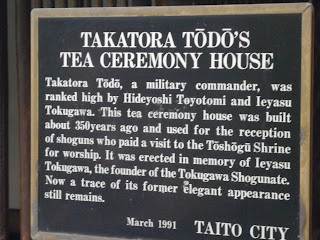 TAKATORA TŌDŌ'S
TEA CEREMONY HOUSE
Takatora Tōdō, a military commander, was
ranked high by Hideyoshi Toyotomi and Ieyasu
Tokugawa. This tea ceremony house was built
about 350years ago and used for the reception
of shoguns who paid a visit to the Tōshōgū Shrine
for worship. It was erected in memory of Ieyasu
Tokugawa, the founder of the Tokugawa Shogunate.
Now a trace of its former elegant appearance
still remains.
March 1991 TAITO CITY